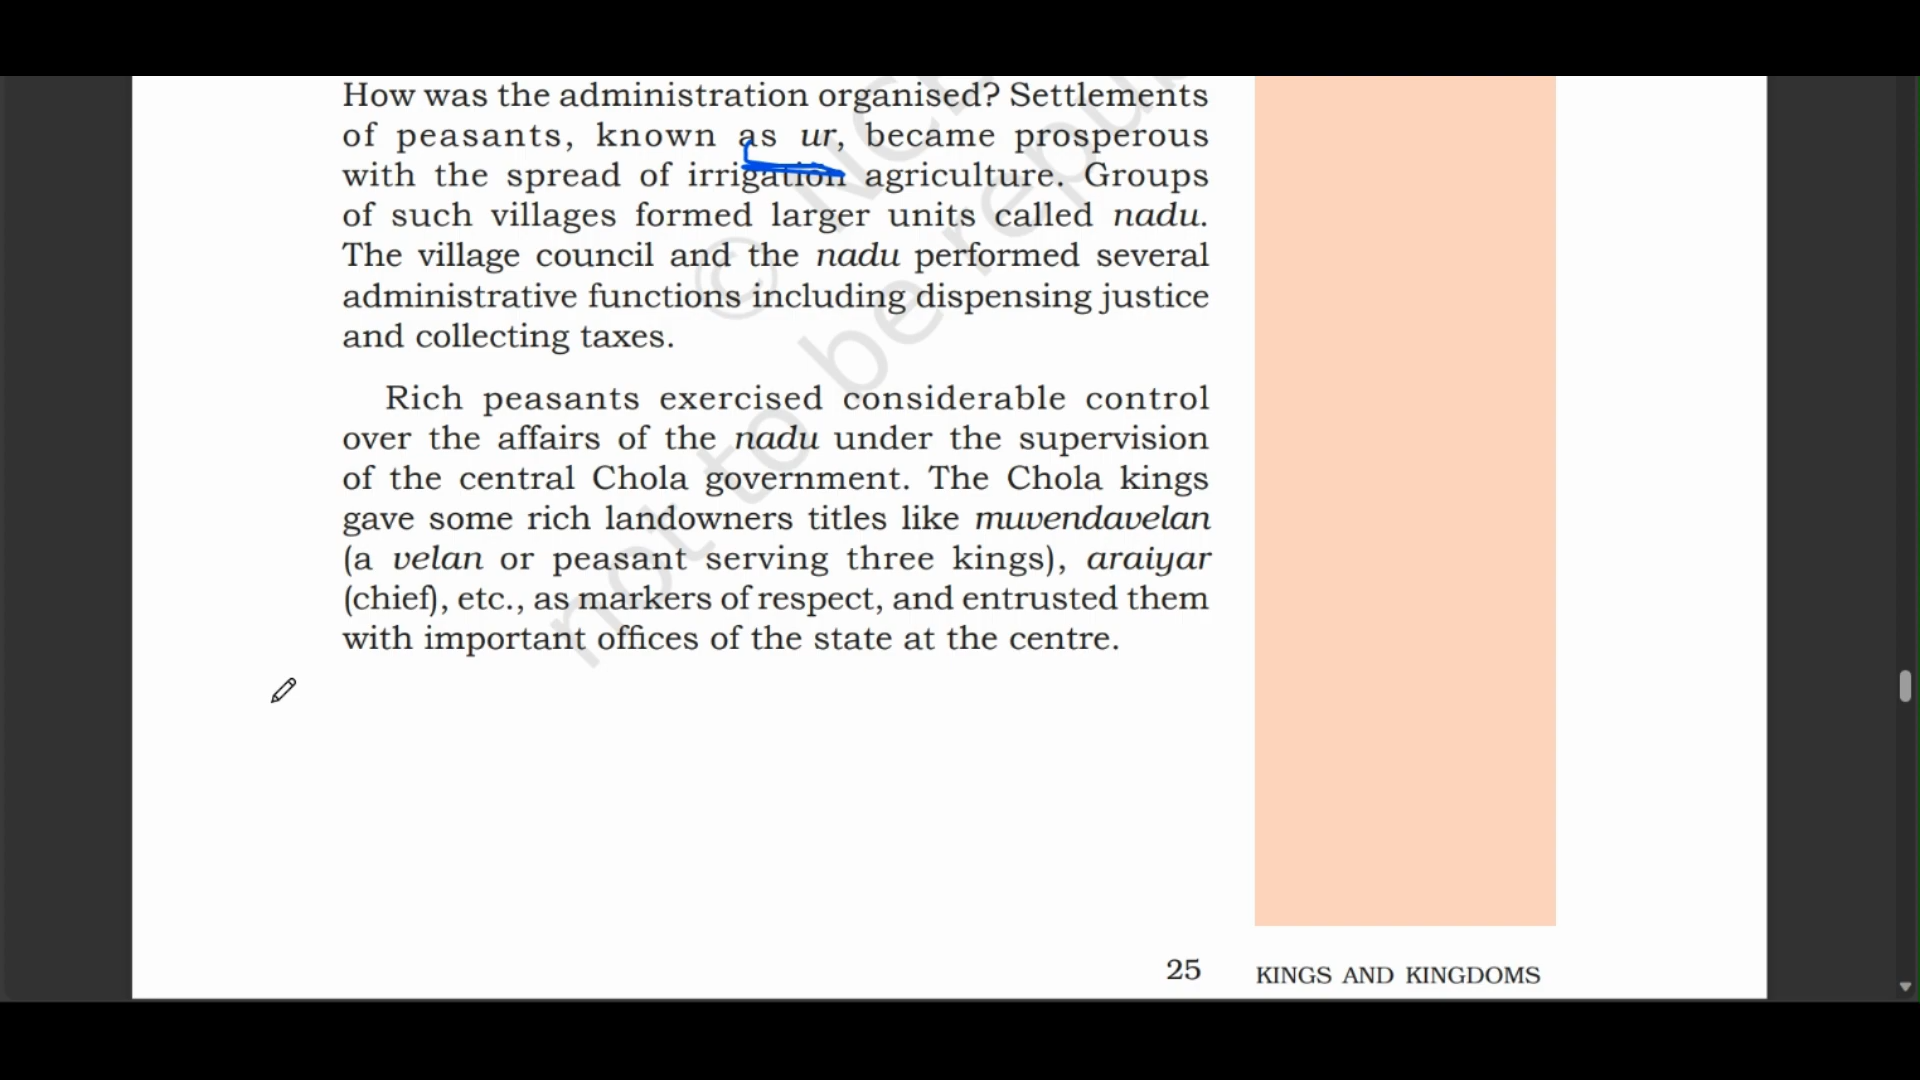 How was the administration organised? Settlements
of peasants, known as ur, became prosperous
with the spread of irrigation agriculture. Groups
of such villages formed larger units called nadu.
The village council and the nadu performed several
administrative functions including dispensing justice
and collecting taxes.
Rich peasants exercised considerable control
over the affairs of the nadu under the supervision
of the central Chola government. The Chola kings
gave some rich landowners titles like muvendavelan
(a velan or peasant serving three kings), araiyar
(chief), etc., as markers of respect, and entrusted them
with important offices of the state at the centre.
25 KINGS AND KINGDOMS
©
not to be